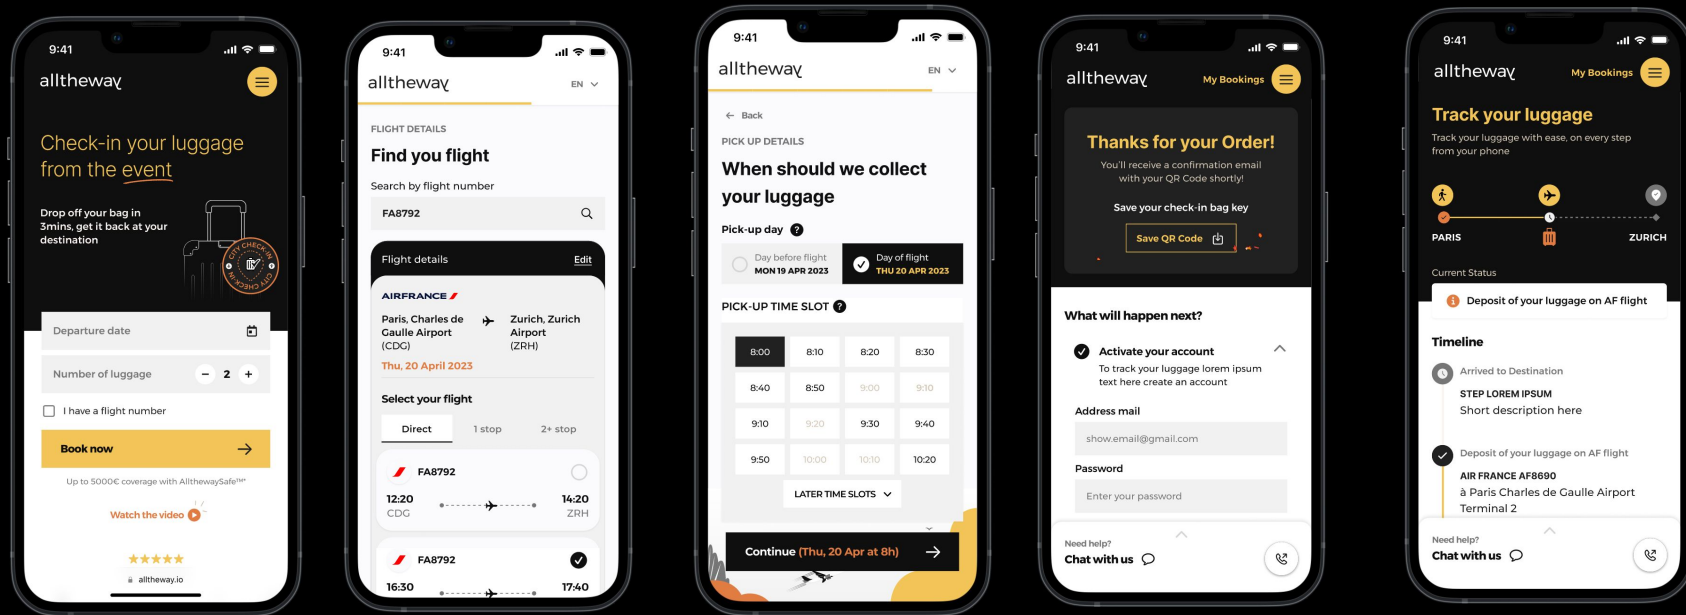 9:41
alltheway
Check-in your luggage
from the event
Drop off your bag in
3mins, get it back at your
destination
CITY CHECK-IN
CITY CHECK-IN
Departure date
Number of luggage - 2 +
I have a flight number
Book now
Up to 5000€ coverage with AllthewaySafe™*
Watch the video
alltheway.io
9:41
alltheway EN
FLIGHT DETAILS
Find you flight
Search by flight number
FA8792
Flight details Edit
AIRFRANCE
Paris, Charles de
Gaulle Airport
(CDG)
Zurich, Zurich
Airport
(ZRH)
Thu, 20 April 2023
Select your flight
Direct 1 stop 2+ stop
FA8792
12:20 14:20
CDG ZRH
FA8792
16:30 17:40
9:41
alltheway EN
← Back
PICK UP DETAILS
When should we collect
your luggage
Pick-up day ?
Day before flight
MON 19 APR 2023
Day of flight
THU 20 APR 2023
PICK-UP TIME SLOT ?
8:00 8:10 8:20 8:30
8:40 8:50 9:00 9:10
9:10 9:20 9:30 9:40
9:50 10:00 10:10 10:20
LATER TIME SLOTS
Continue (Thu, 20 Apr at 8h) →
9:41
alltheway My Bookings
Thanks for your Order!
You'll receive a confirmation email
with your QR Code shortly!
Save your check-in bag key
Save QR Code
What will happen next?
Activate your account
To track your luggage lorem ipsum
text here create an account
Address mail
show.email@gmail.com
Password
Enter your password
Need help?
Chat with us
9:41
alltheway My Bookings
Track your luggage
Track your luggage with ease, on every step
from your phone
PARIS ZURICH
Current Status
Deposit of your luggage on AF flight
Timeline
Arrived to Destination
STEP LOREM IPSUM
Short description here
Deposit of your luggage on AF flight
AIR FRANCE AF8690
à Paris Charles de Gaulle Airport
Terminal 2
Need help?
Chat with us